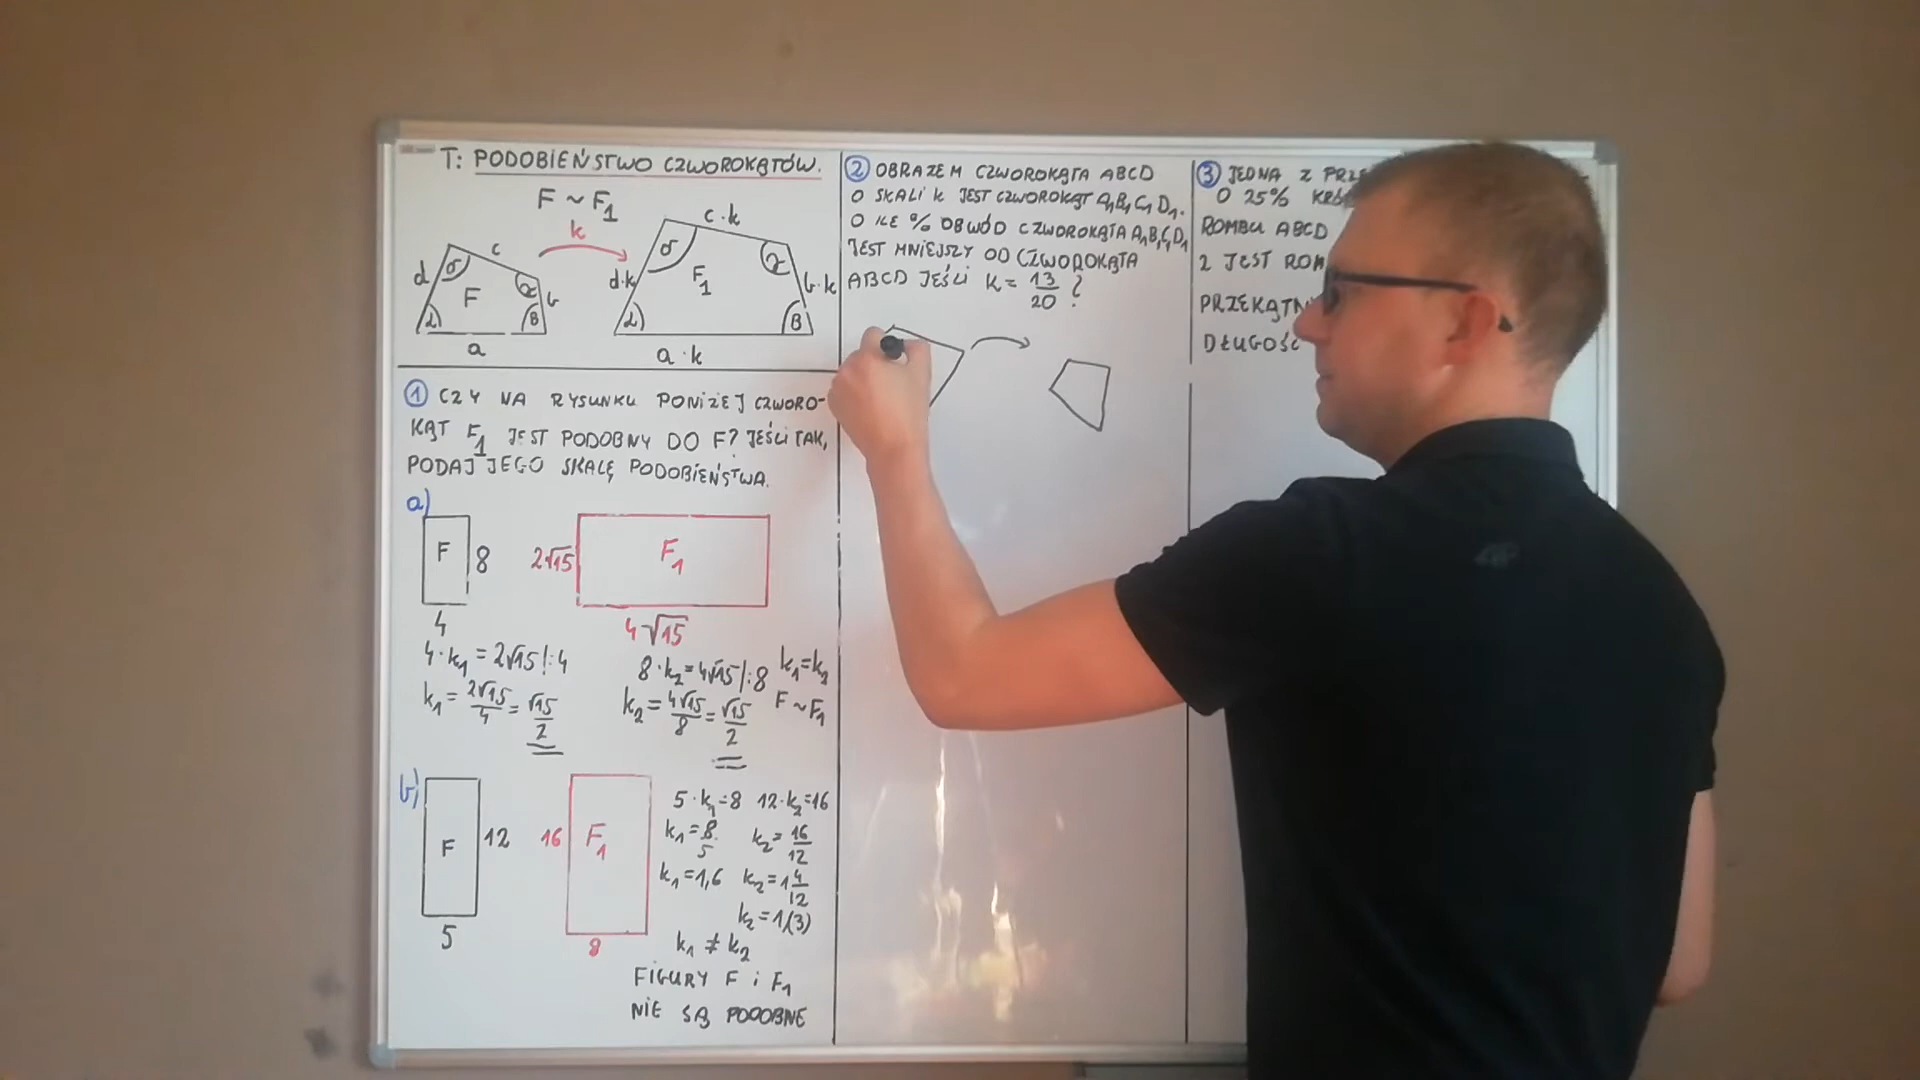 T: PODOBIEŃSTWO CZWOROKĄTÓW.
F ~ F₁
k
d
c
b
a
F
α
β
γ
δ
c·k
d·k
b·k
a·k
F₁
α
β
γ
δ
① CZY NA RYSUNKU PONIŻEJ CZWORO-
KĄT F₁ JEST PODOBNY DO F? JEŚLI TAK,
PODAJ JEGO SKALĘ PODOBIEŃSTWA.
a)
F
8
4
2√15
F₁
4√15
4·k₁ = 2√15 |:4
k₁ = 2√15/4 = √15/2
8·k₂ = 4√15 |:8
k₂ = 4√15/8 = √15/2
k₁ = k₂
F ~ F₁
b)
F
12
5
16
F₁
8
5·k₁ = 8
k₁ = 8/5
k₁ = 1,6
12·k₂ = 16
k₂ = 16/12
k₂ = 1 4/12
k₂ = 1,(3)
k₁ ≠ k₂
FIGURY F i F₁
NIE SĄ PODOBNE
② OBRAZEM CZWOROKĄTA ABCD
O SKALI k JEST CZWOROKĄT A₁B₁C₁D₁.
O ILE % OBWÓD CZWOROKĄTA A₁B₁C₁D₁
JEST MNIEJSZY OD CZWOROKĄTA
ABCD JEŚLI K = 13/20 ?
③ JEDNA Z
O 25%
ROMBU ABCD
2 JEST
DŁUGOŚĆ